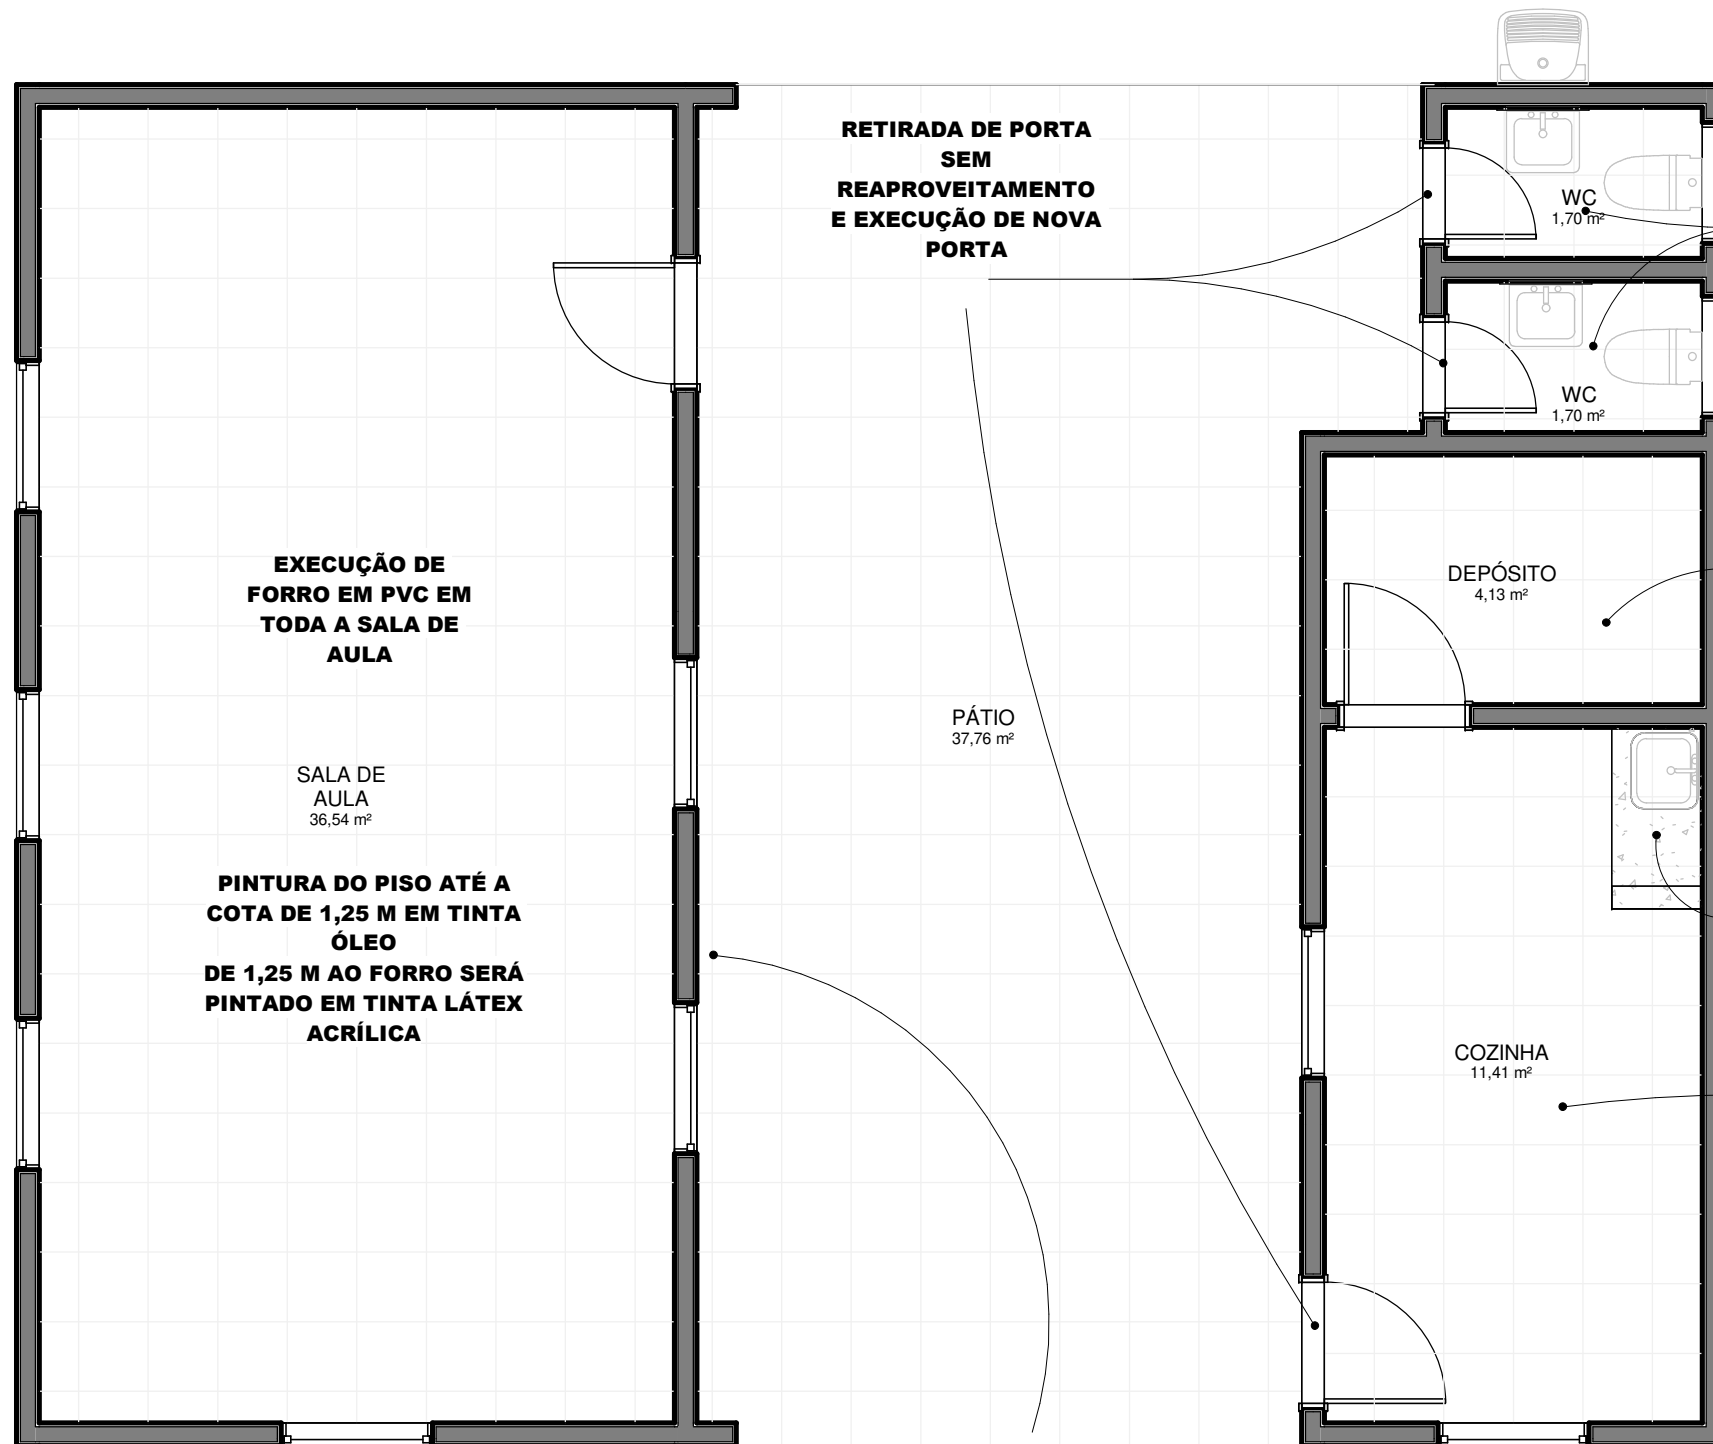 RETIRADA DE PORTA
SEM
REAPROVEITAMENTO
E EXECUÇÃO DE NOVA
PORTA
WC
1,70 m²
WC
1,70 m²
EXECUÇÃO DE
FORRO EM PVC EM
TODA A SALA DE
AULA
DEPÓSITO
4,13 m²
PÁTIO
37,76 m²
SALA DE
AULA
36,54 m²
PINTURA DO PISO ATÉ A
COTA DE 1,25 M EM TINTA
ÓLEO
DE 1,25 M AO FORRO SERÁ
PINTADO EM TINTA LÁTEX
ACRÍLICA
COZINHA
11,41 m²